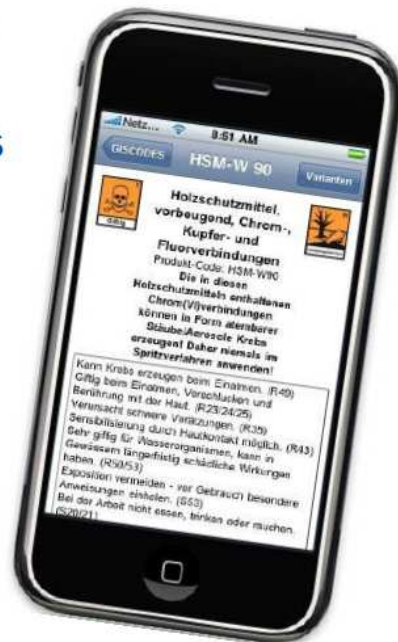 s
Netz... 8:51 AM
GISCODES HSM-W 90 Varianten
Holzschutzmittel,
vorbeugend, Chrom-,
Kupfer- und
Fluorverbindungen
Produkt-Code: HSM-W90
Die in diesen
Holzschutzmitteln enthaltenen
Chrom(VI)verbindungen
können in Form atembarer
Stäube/Aerosole Krebs
erzeugen! Daher niemals im
Spritzverfahren anwenden!
Kann Krebs erzeugen beim Einatmen. (R49)
Giftig beim Einatmen, Verschlucken und
Berührung mit der Haut. (R23/24/25)
Verursacht schwere Verätzungen. (R35)
Sensibilisierung durch Hautkontakt möglich. (R43)
Sehr giftig für Wasserorganismen, kann in
Gewässern längerfristig schädliche Wirkungen
haben. (R50/53)
Exposition vermeiden - vor Gebrauch besondere
Anweisungen einholen. (S53)
Bei der Arbeit nicht essen, trinken oder rauchen.
(S20/21)